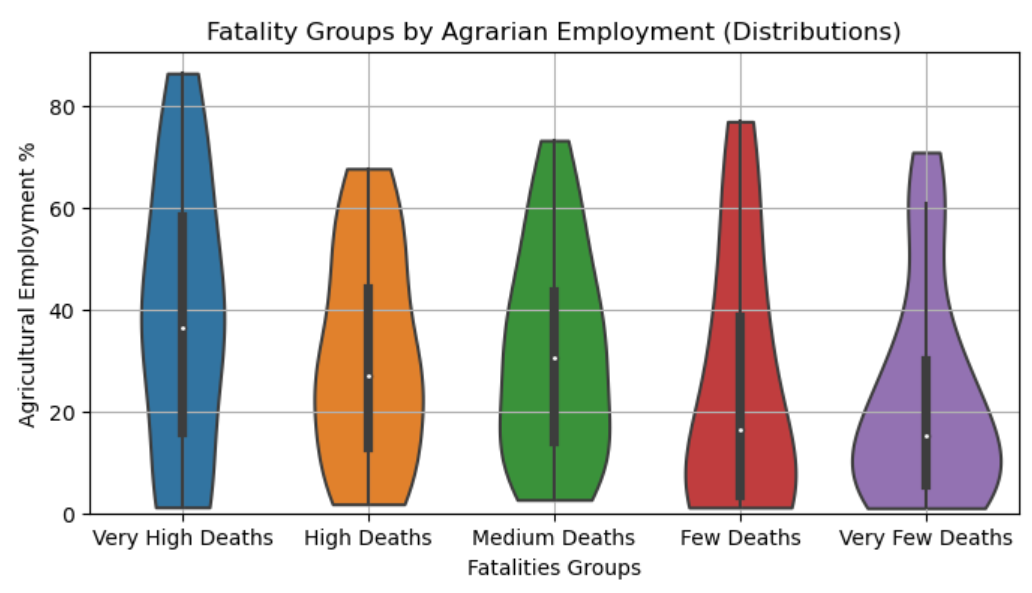 Fatality Groups by Agrarian Employment (Distributions)
Agricultural Employment %
80
60
40
20
0
Very High Deaths
High Deaths
Medium Deaths
Few Deaths
Very Few Deaths
Fatalities Groups